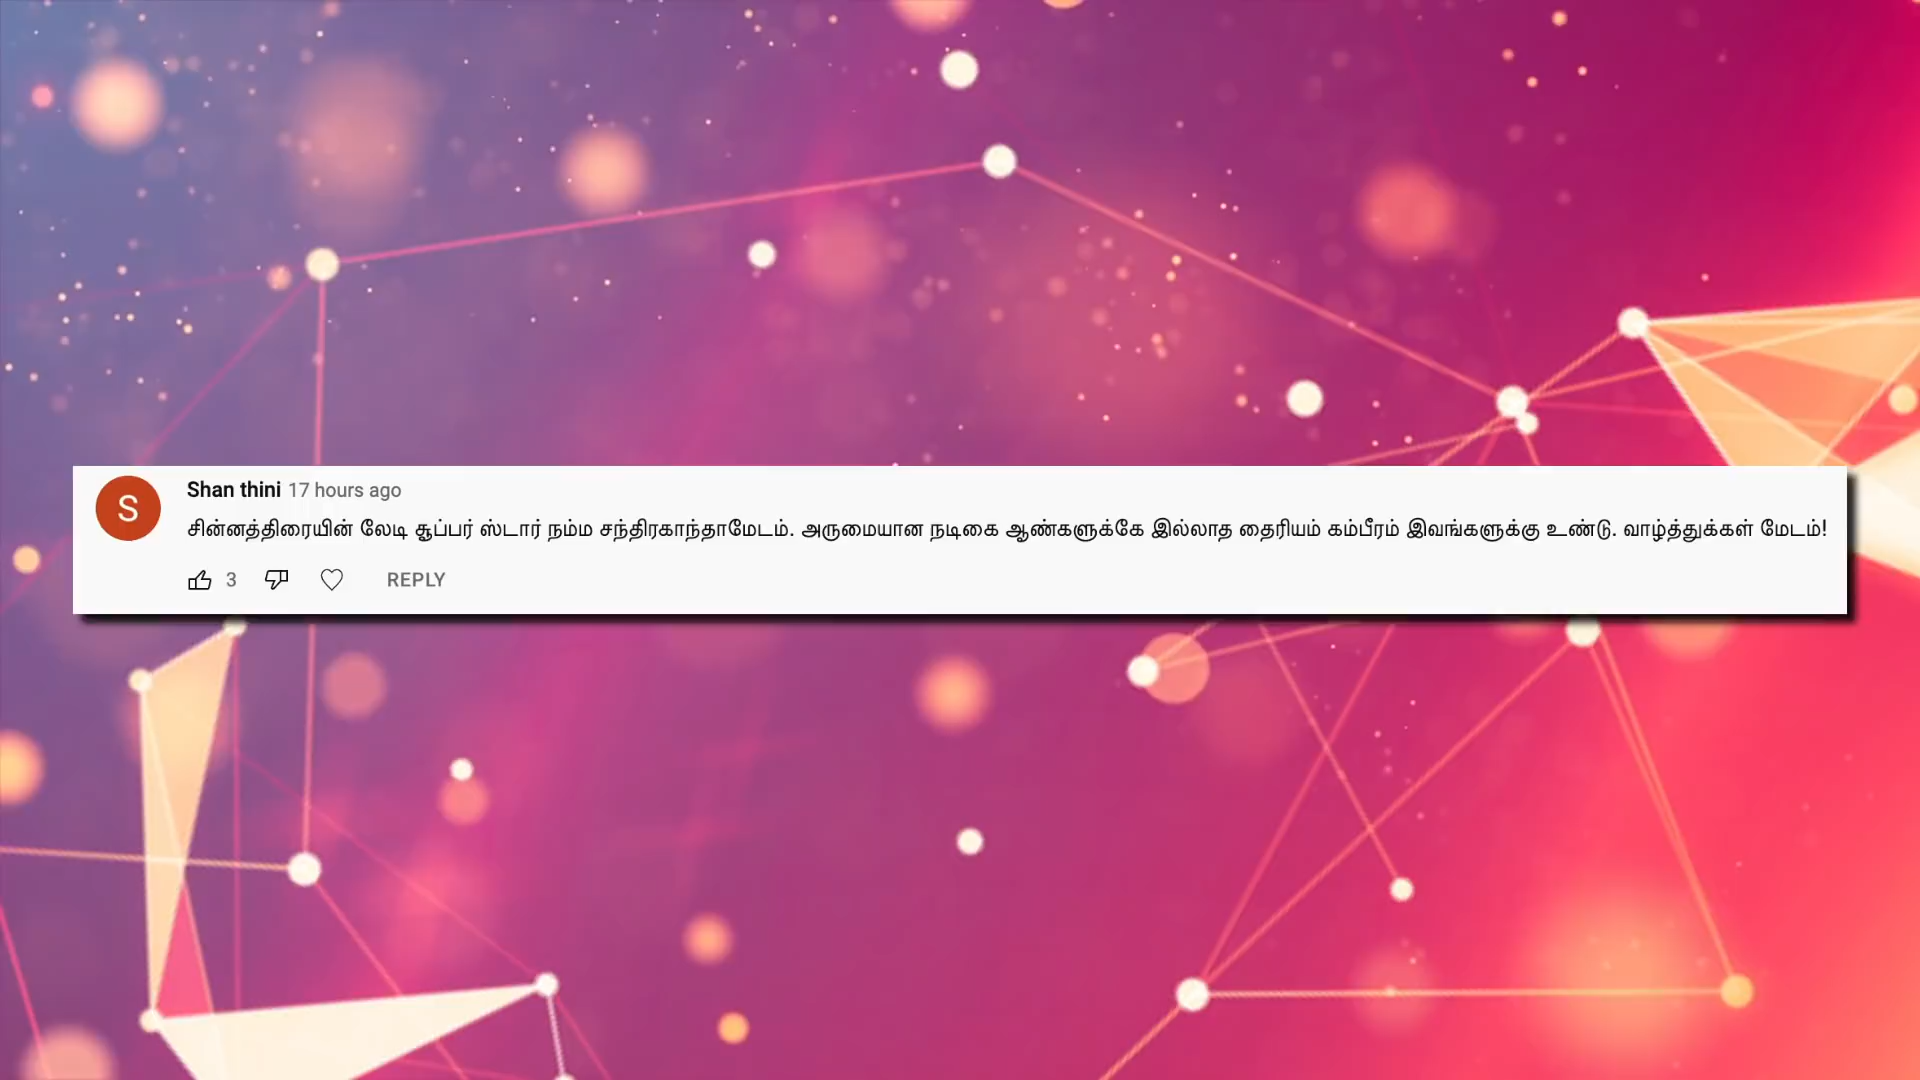 S
Shan thini 17 hours ago
சின்னத்திரையின் லேடி சூப்பர் ஸ்டார் நம்ம சந்திரகாந்தாமேடம். அருமையான நடிகை ஆண்களுக்கே இல்லாத தைரியம் கம்பீரம் இவங்களுக்கு உண்டு. வாழ்த்துக்கள் மேடம்!
3 REPLY